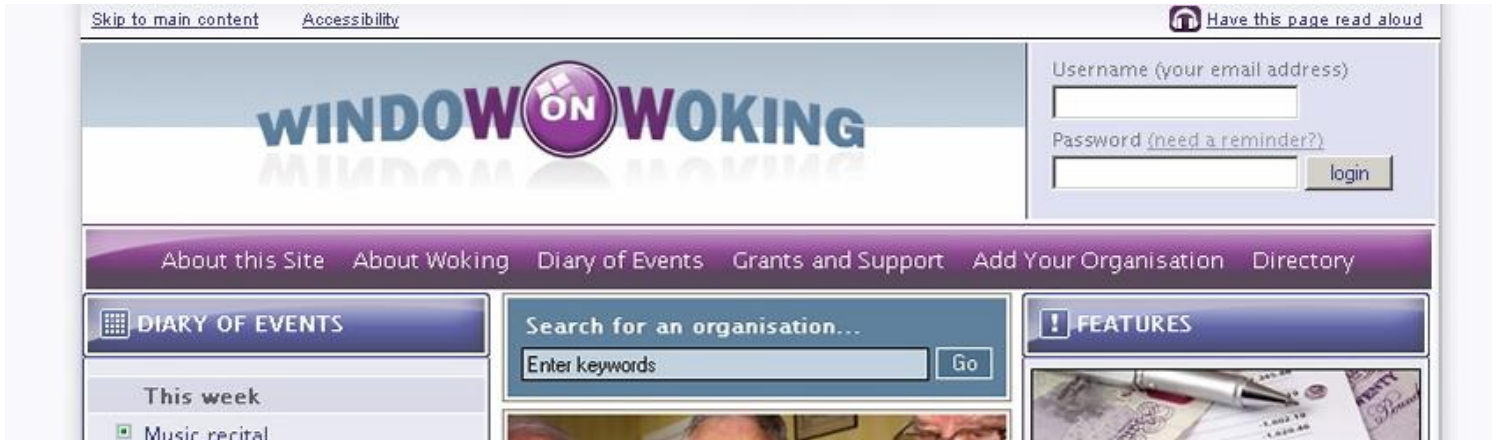 Skip to main content Accessibility Have this page read aloud
WINDOW ON WOKING
Username (your email address)
Password (need a reminder?)
login
About this Site About Woking Diary of Events Grants and Support Add Your Organisation Directory
DIARY OF EVENTS
This week
Music recital
Search for an organisation...
Enter keywords Go
! FEATURES